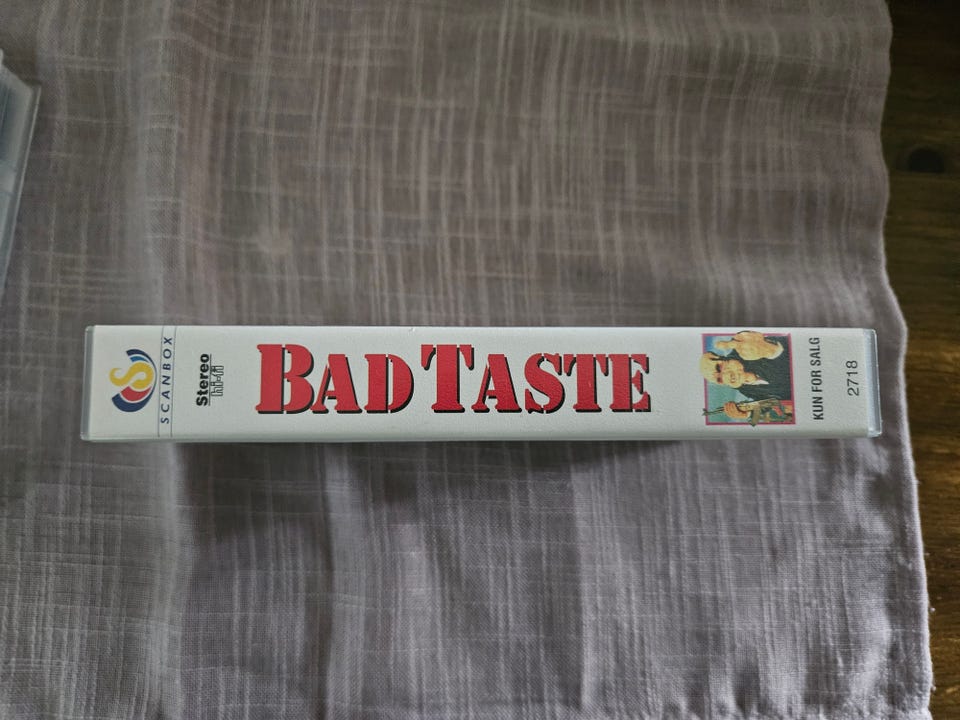 SCANBOX
Stereo
hi-fi
BAD TASTE
KUN FOR SALG
2718